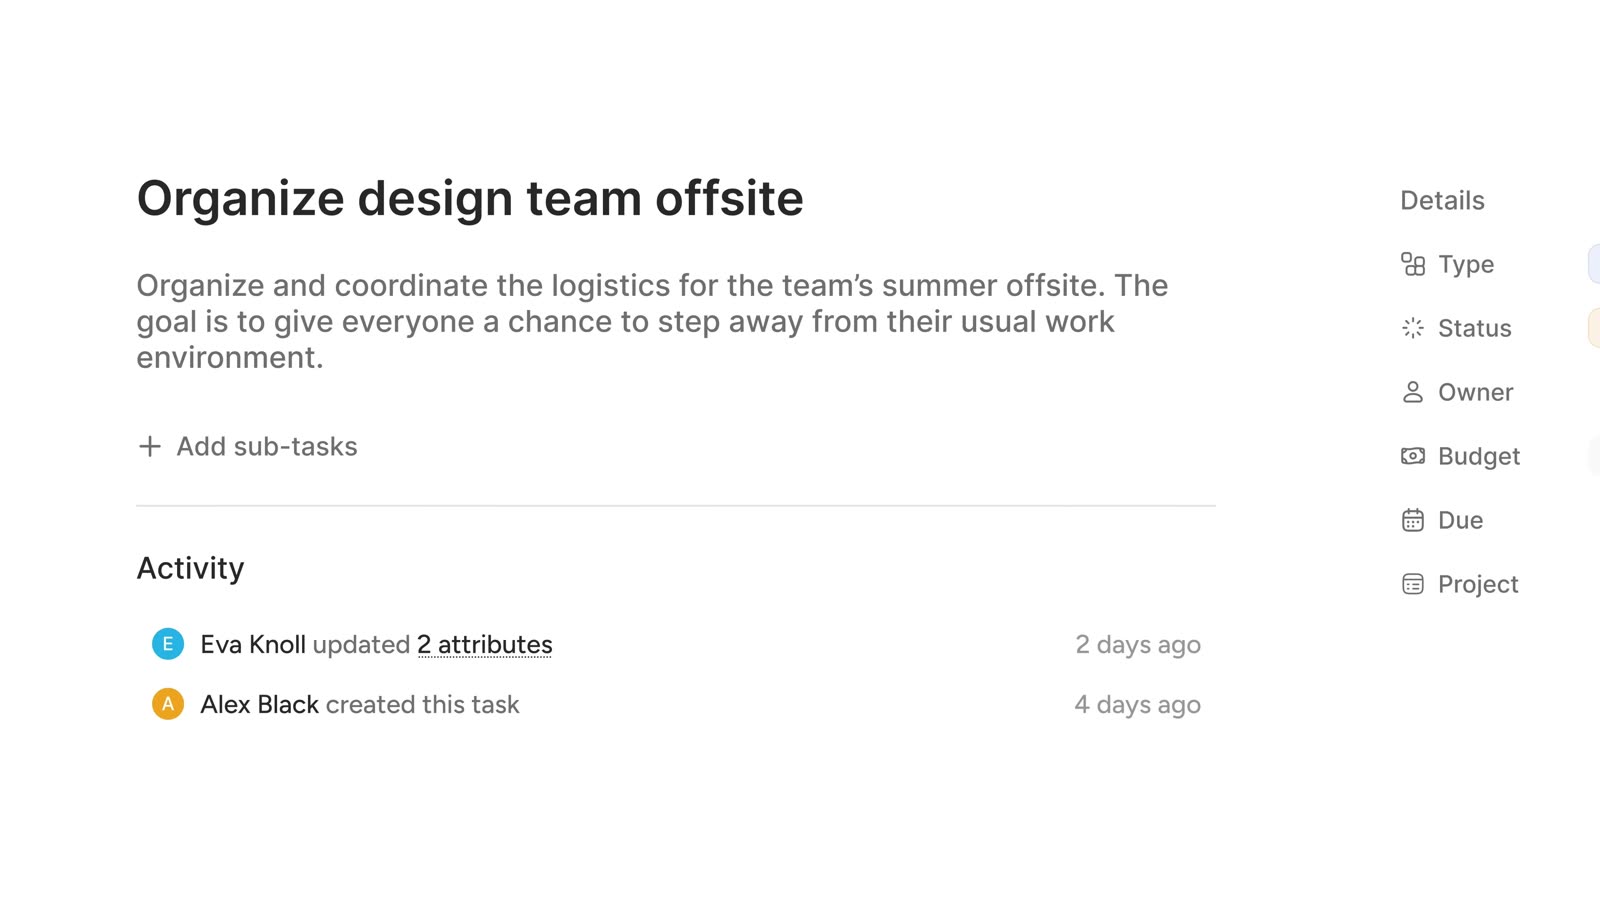 Organize design team offsite
Organize and coordinate the logistics for the team’s summer offsite. The
goal is to give everyone a chance to step away from their usual work
environment.
Add sub-tasks
Activity
E Eva Knoll updated 2 attributes 2 days ago
A Alex Black created this task 4 days ago
Details
Type
Status
Owner
Budget
Due
Project